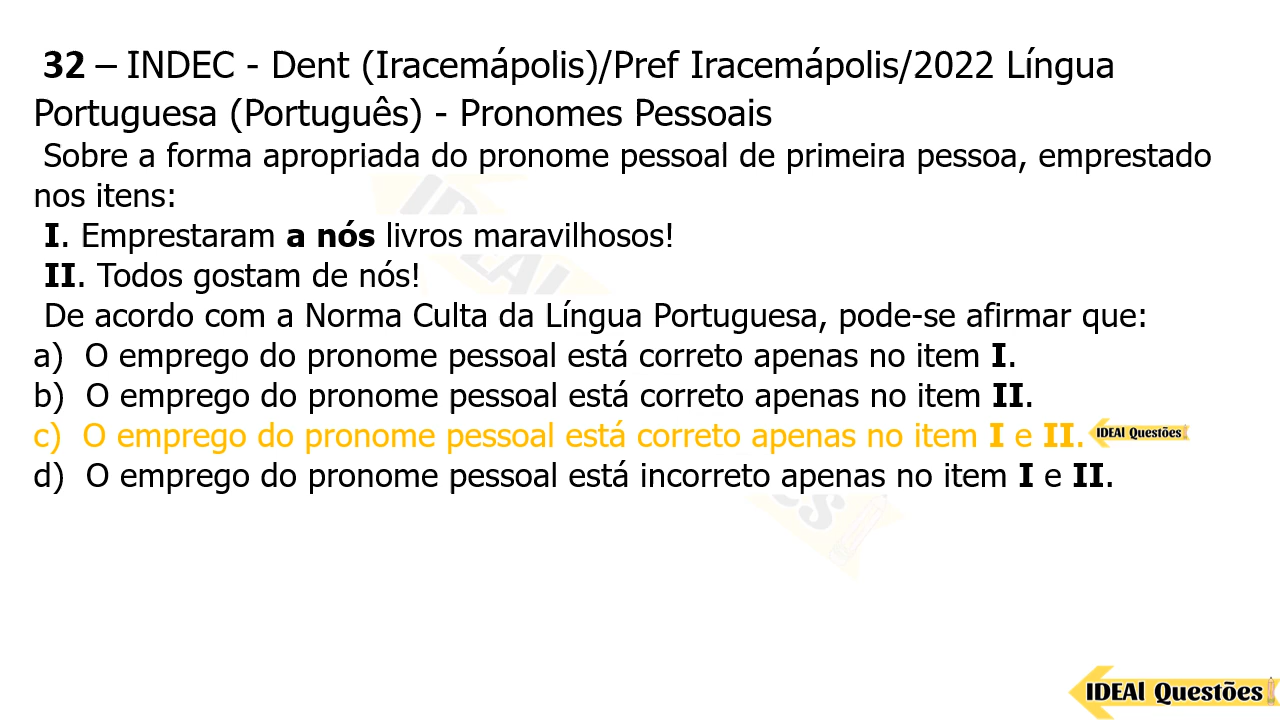 32 – INDEC - Dent (Iracemápolis)/Pref Iracemápolis/2022 Língua
Portuguesa (Português) - Pronomes Pessoais
Sobre a forma apropriada do pronome pessoal de primeira pessoa, emprestado
nos itens:
I. Emprestaram a nós livros maravilhosos!
II. Todos gostam de nós!
De acordo com a Norma Culta da Língua Portuguesa, pode-se afirmar que:
a) O emprego do pronome pessoal está correto apenas no item I.
b) O emprego do pronome pessoal está correto apenas no item II.
c) O emprego do pronome pessoal está correto apenas no item I e II. IDEAl Questões
d) O emprego do pronome pessoal está incorreto apenas no item I e II.
IDEAl Questões